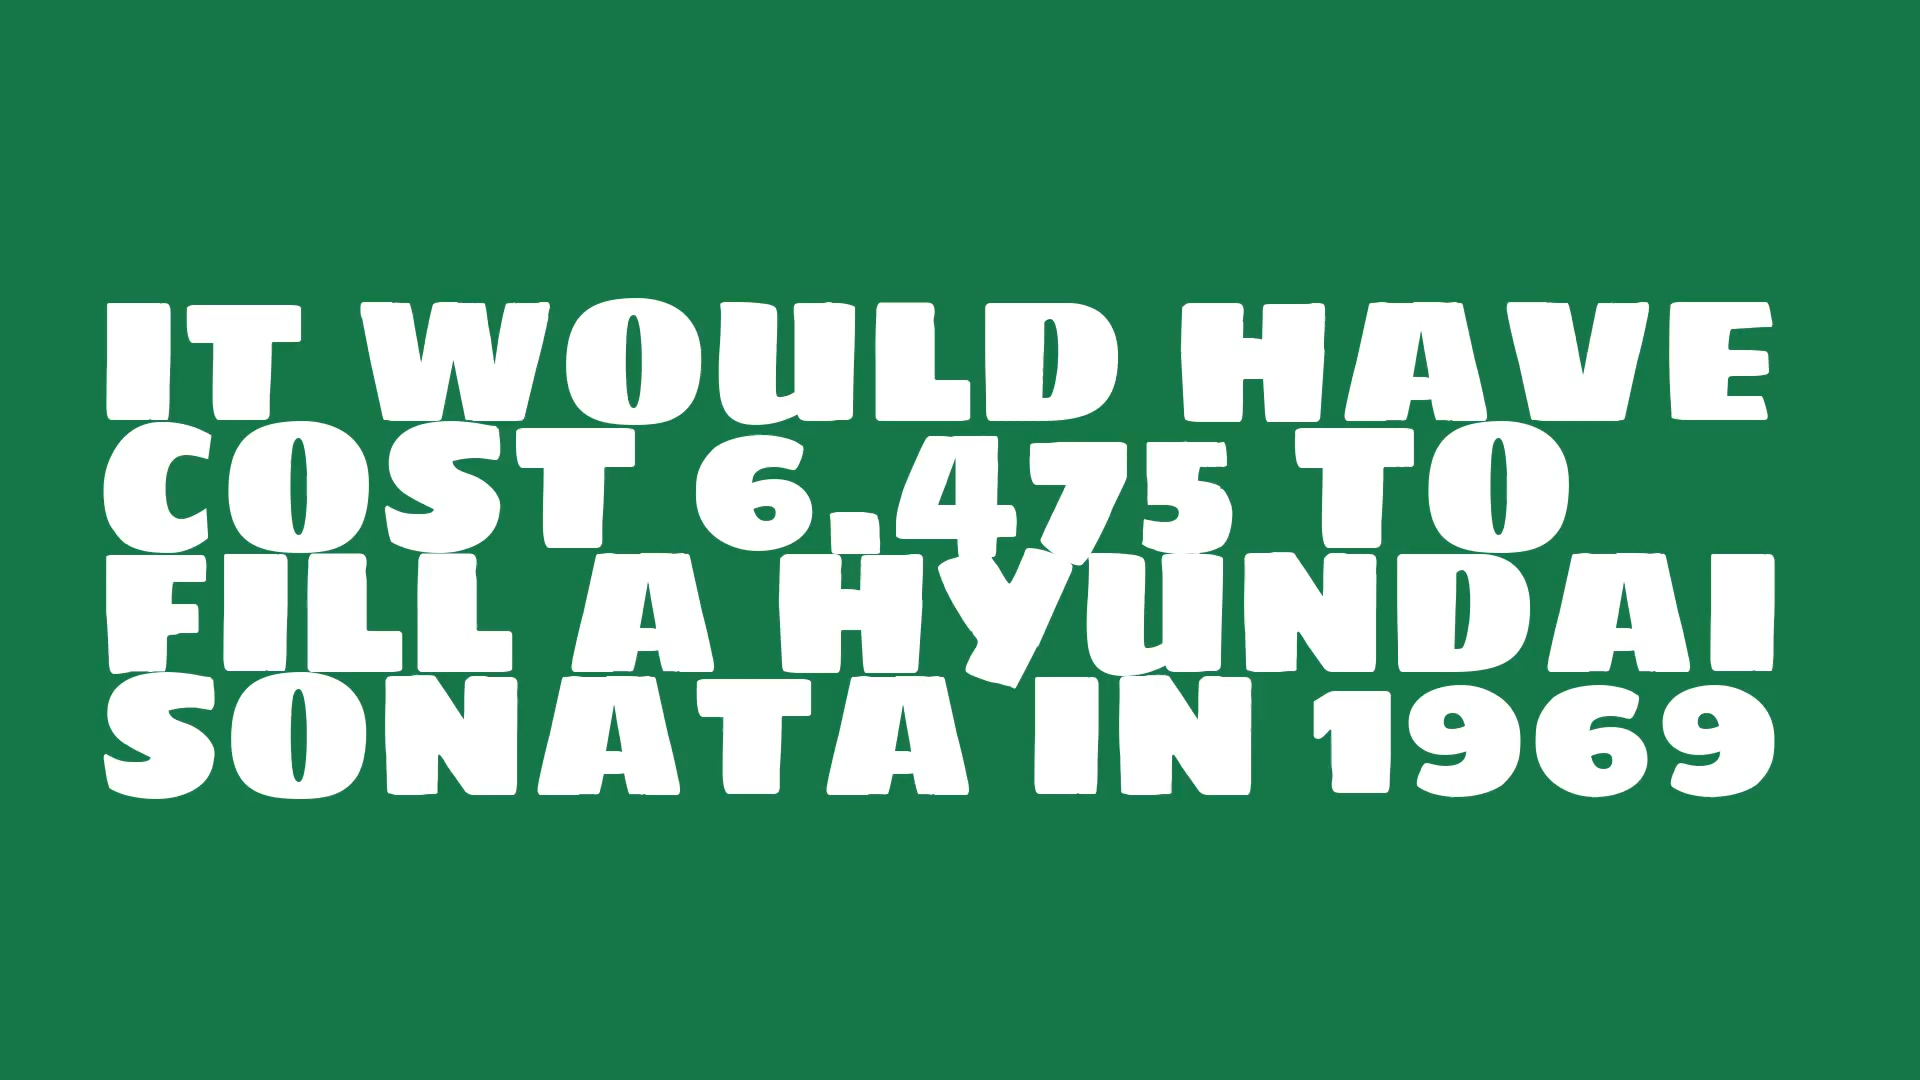 IT WOULD HAVE
COST 6.475 TO
FILL A HYUNDAI
SONATA IN 1969